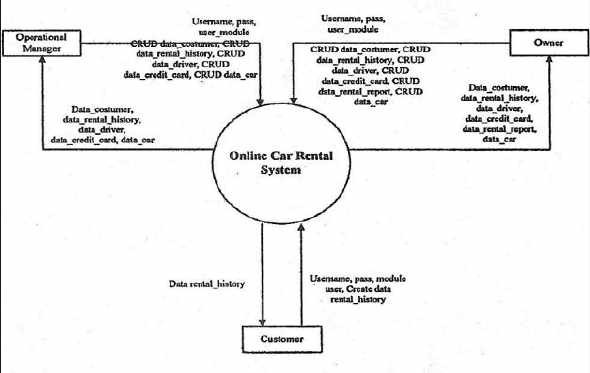 Operational
Manager
Username, pass,
user_module
CRUD data_costumer, CRUD
data_rental_history, CRUD
data_driver, CRUD
data_credit_card, CRUD data_car
Username, pass,
user_module
CRUD data_costumer, CRUD
data_rental_history, CRUD
data_driver, CRUD
data_credit_card, CRUD
data_rental_report, CRUD
data_car
Owner
Data_costumer,
data_rental_history,
data_driver,
data_credit_card, data_car
Data_costumer,
data_rental_history,
data_driver,
data_credit_card,
data_rental_report,
data_car
Online Car Rental
System
Data rental_history
Username, pass, module
user, Create data
rental_history
Customer